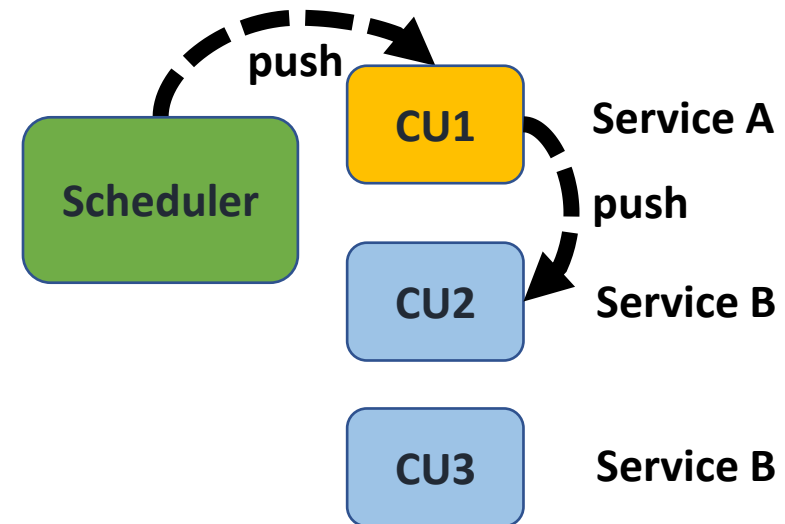 push
Scheduler
CU1
Service A
push
CU2
Service B
CU3
Service B